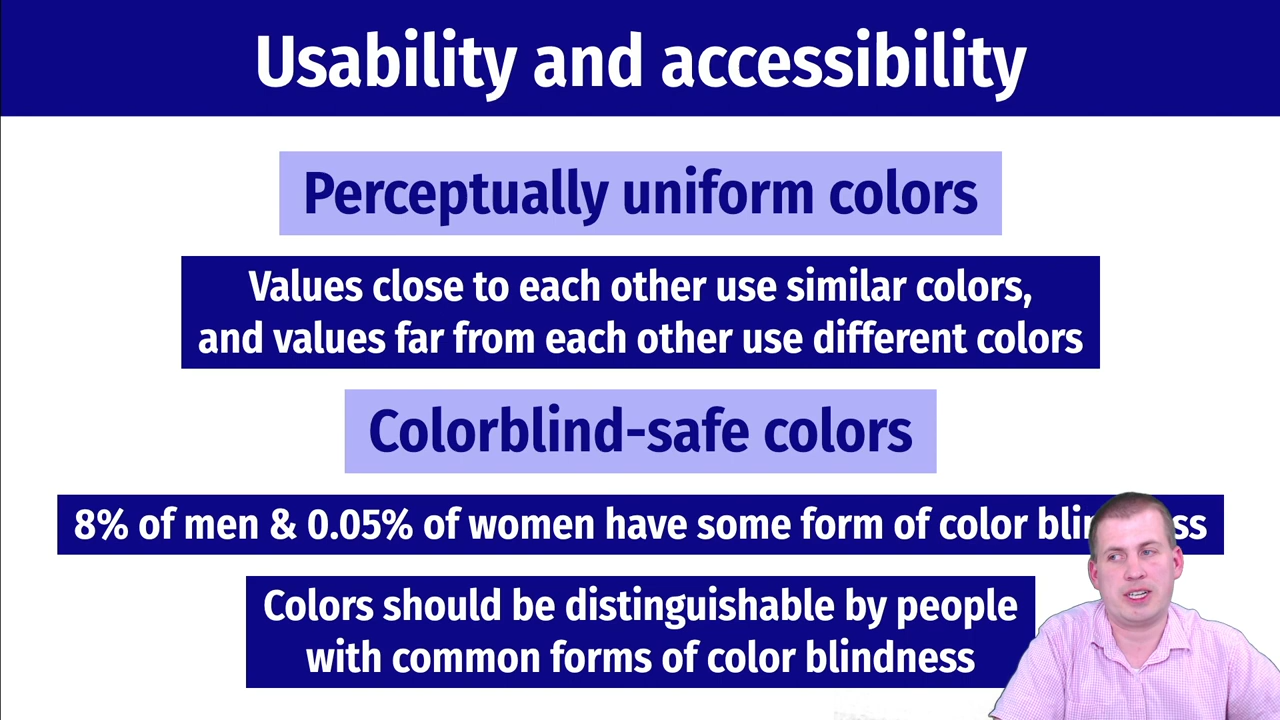 Usability and accessibility
Perceptually uniform colors
Values close to each other use similar colors,
and values far from each other use different colors
Colorblind-safe colors
8% of men & 0.05% of women have some form of color
Colors should be distinguishable by people
with common forms of color blindness